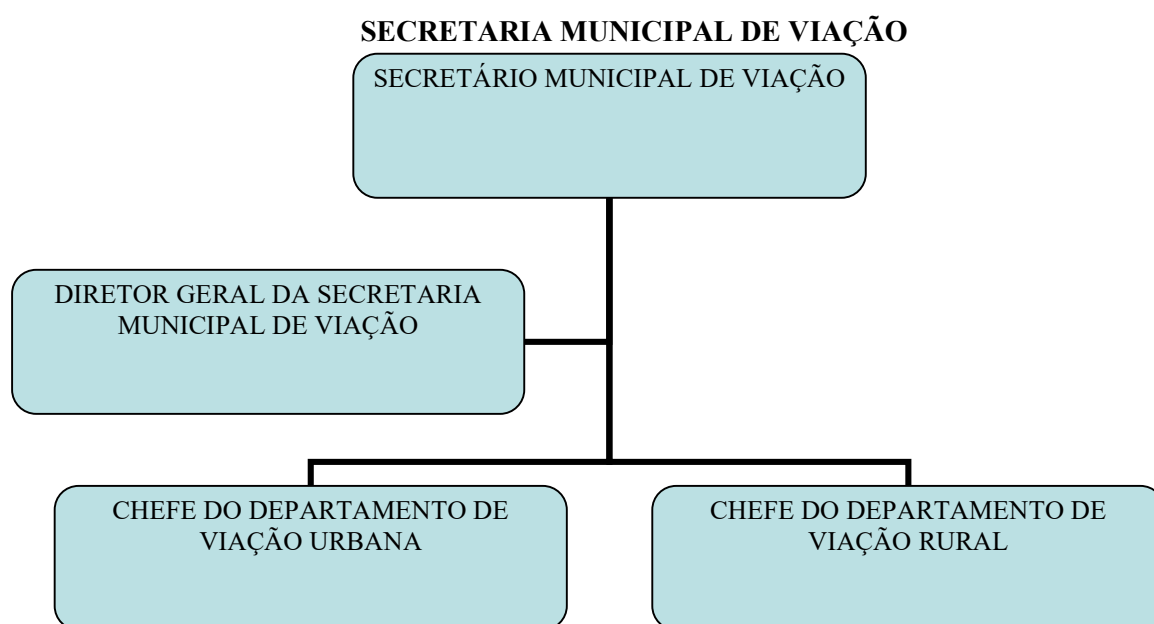 SECRETARIA MUNICIPAL DE VIAÇÃO
SECRETÁRIO MUNICIPAL DE VIAÇÃO
DIRETOR GERAL DA SECRETARIA
MUNICIPAL DE VIAÇÃO
CHEFE DO DEPARTAMENTO DE
VIAÇÃO URBANA
CHEFE DO DEPARTAMENTO DE
VIAÇÃO RURAL